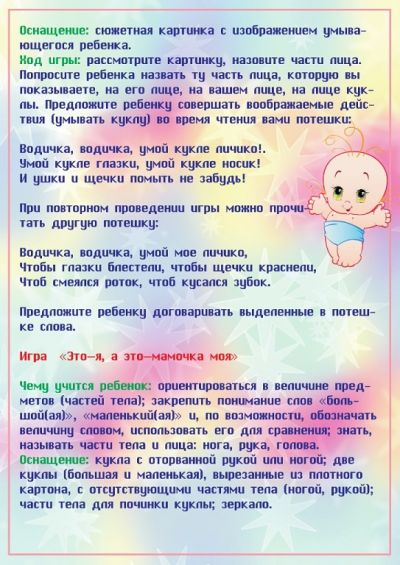 Оснащение: сюжетная картинка с изображением умыва-
ющегося ребенка.
Ход игры: рассмотрите картинку, назовите части лица.
Попросите ребенка назвать ту часть лица, которую вы
показываете, на его лице, на вашем лице, на лице кук-
лы. Предложите ребенку совершать воображаемые дейс-
твия (умывать куклу) во время чтения вами потешки:
Водичка, водичка, умой кукле личико!.
Умой кукле глазки, умой кукле носик!
И ушки и щечки помыть не забудь!
При повторном проведении игры можно прочи-
тать другую потешку:
Водичка, водичка, умой мое личико,
Чтобы глазки блестели, чтобы щечки краснели,
Чтоб смеялся роток, чтоб кусался зубок.
Предложите ребенку договаривать выделенные в потеш-
ке слова.
Игра «Это-я, а это-мамочка моя»
Чему учится ребенок: ориентироваться в величине пред-
метов (частей тела); закрепить понимание слов «боль-
шой(ая)», «маленький(ая)» и, по возможности, обозначать
величину словом, использовать его для сравнения; знать,
называть части тела и лица: нога, рука, голова.
Оснащение: кукла с оторванной рукой или ногой; две
куклы (большая и маленькая), вырезанные из плотного
картона, с отсутствующими частями тела (ногой, рукой);
части тела для починки куклы; зеркало.